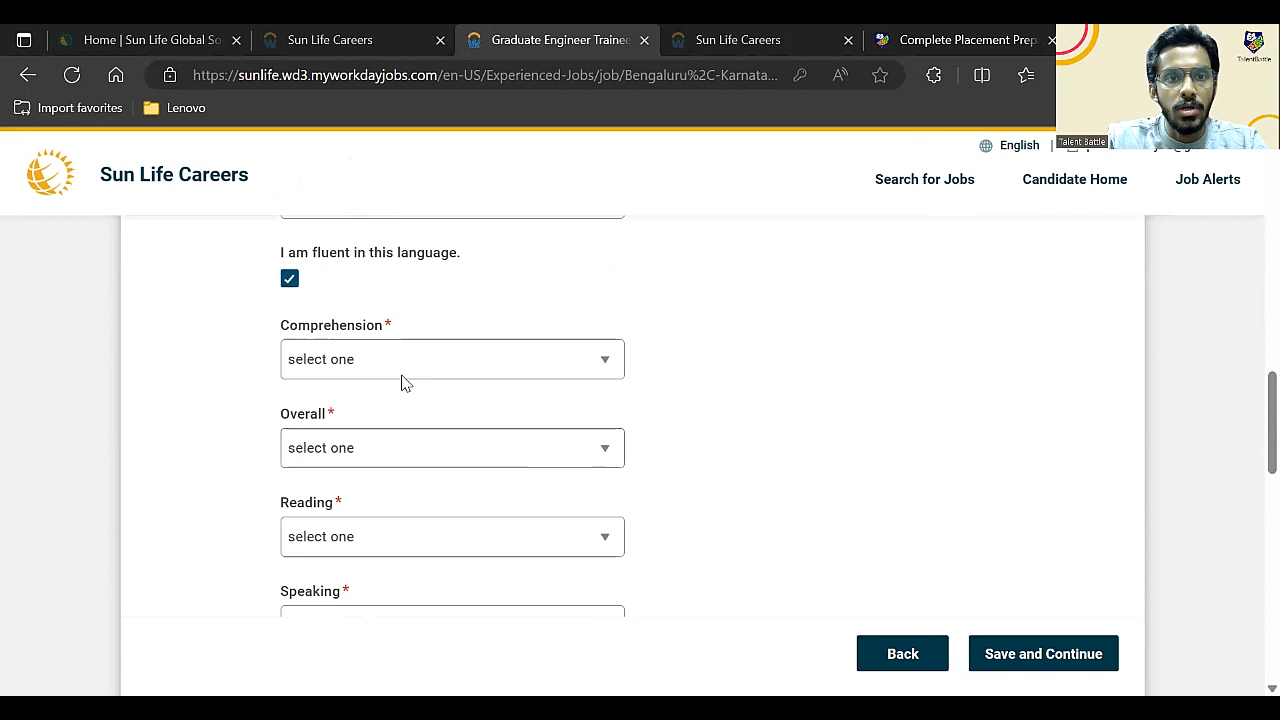 Home | Sun Life Global So
Sun Life Careers
Graduate Engineer Trainee
Sun Life Careers
Complete Placement Prep
https://sunlife.wd3.myworkdayjobs.com/en-US/Experienced-Jobs/job/Bengaluru%2C-Karnata...
Import favorites
Lenovo
TalentBattle
Talent Battle
English
Sun Life Careers
Search for Jobs
Candidate Home
Job Alerts
I am fluent in this language.
Comprehension*
select one
Overall*
select one
Reading*
select one
Speaking*
Back
Save and Continue